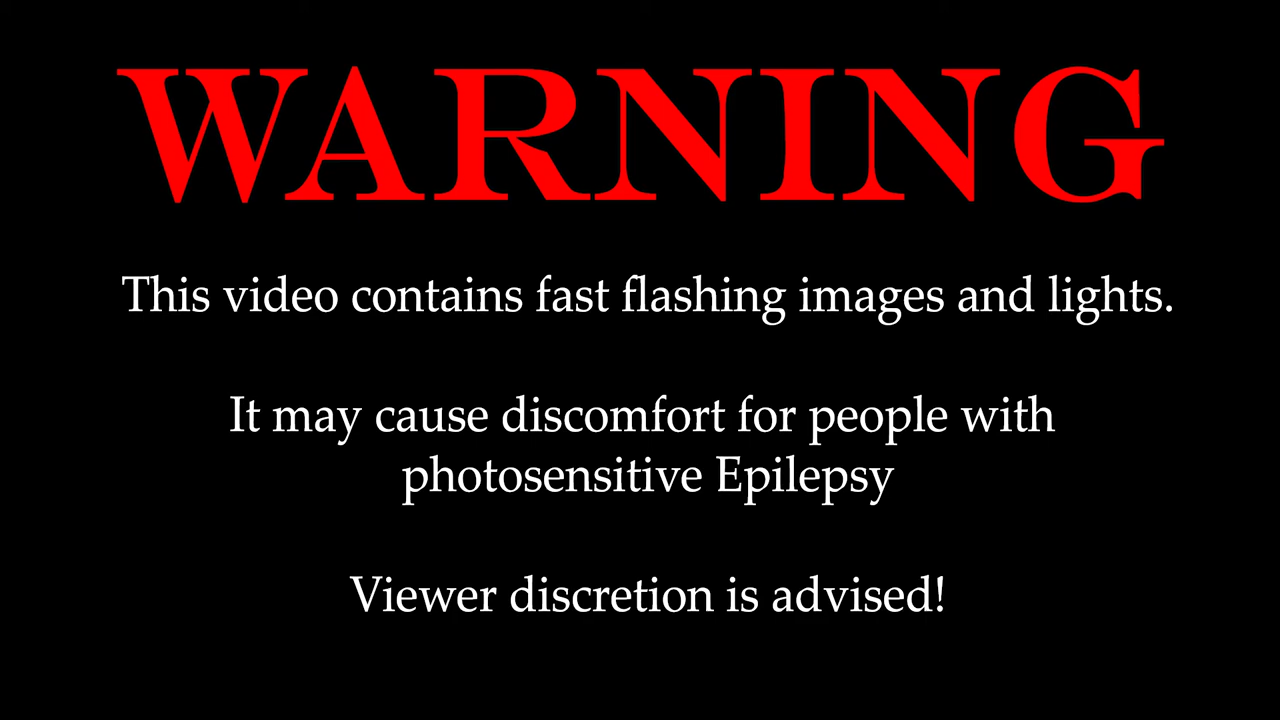 WARNING
This video contains fast flashing images and lights.
It may cause discomfort for people with
photosensitive Epilepsy
Viewer discretion is advised!